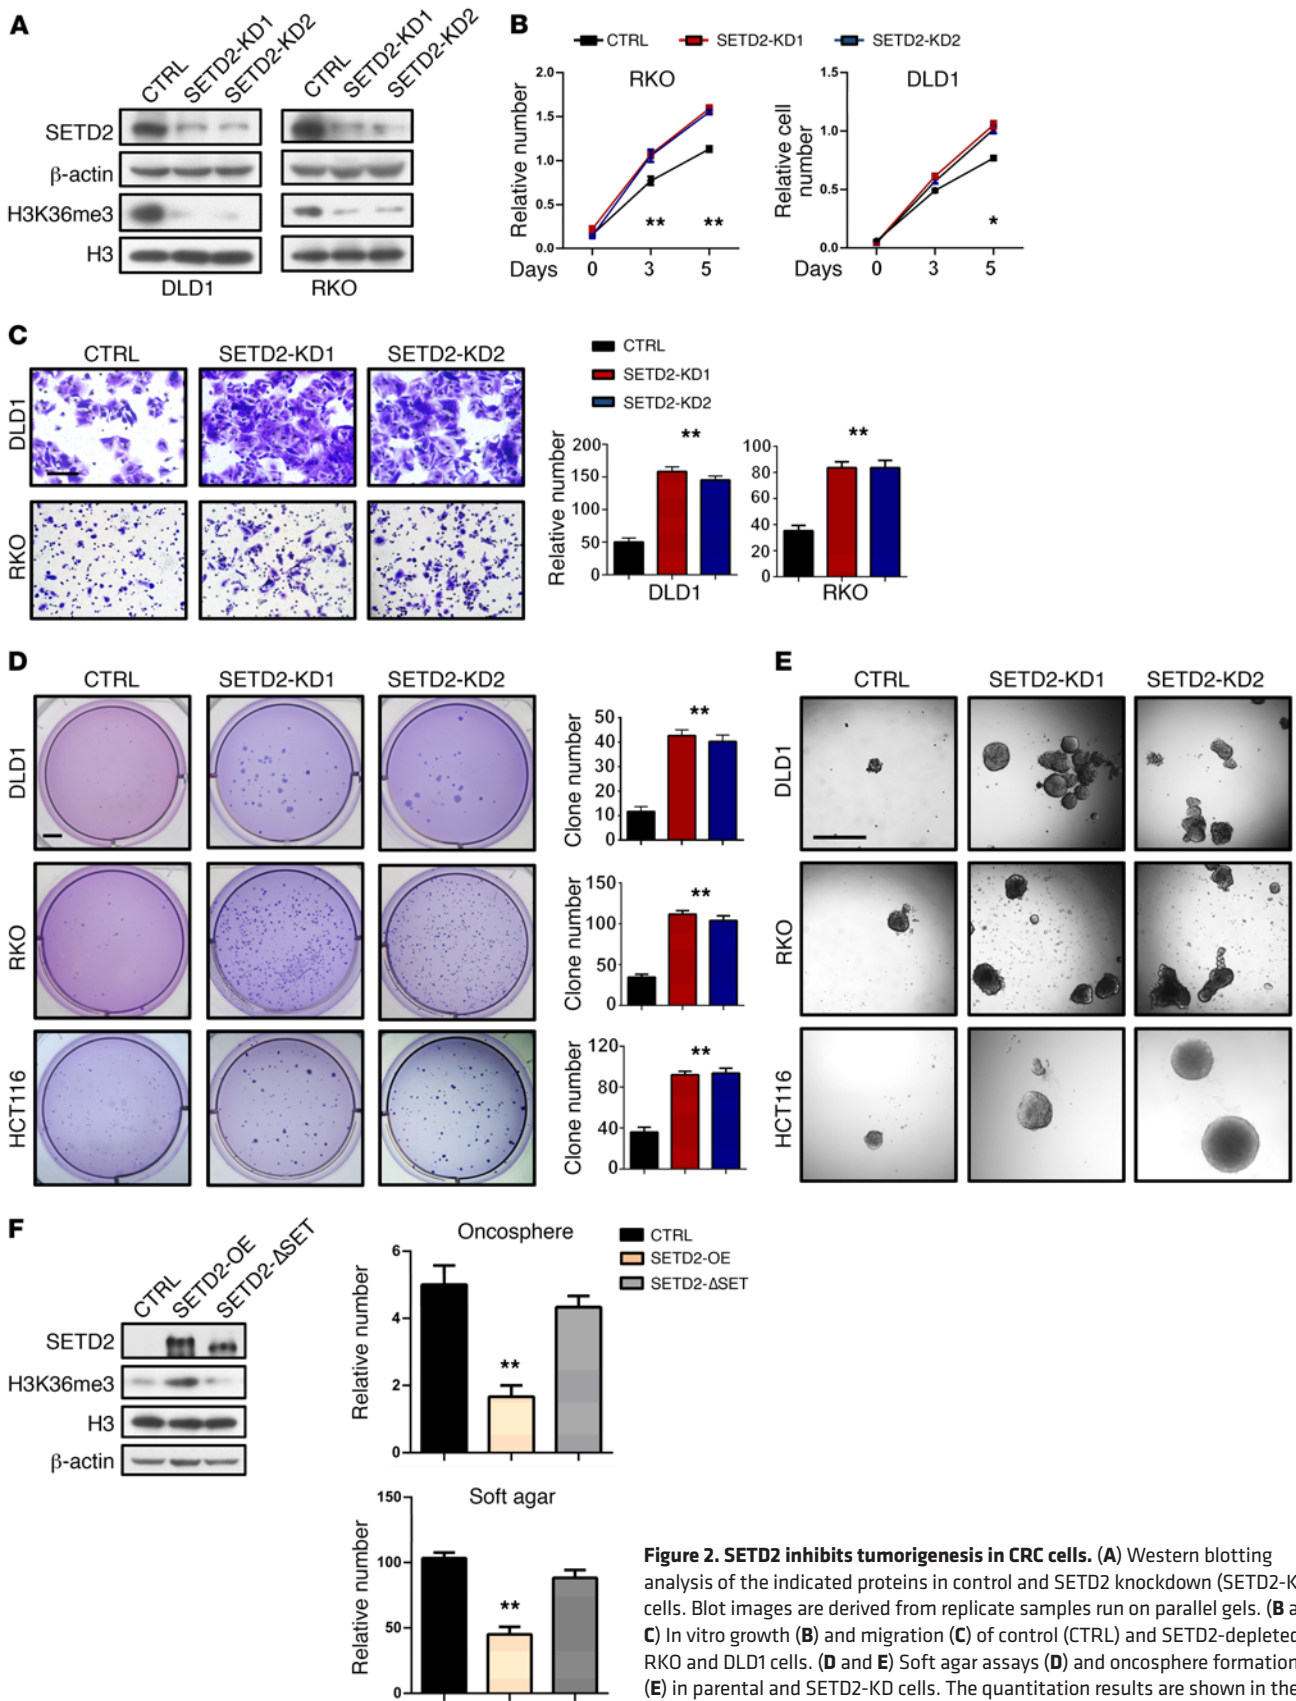 A
CTRL
SETD2-KD1
SETD2-KD2
CTRL
SETD2-KD1
SETD2-KD2
SETD2
β-actin
H3K36me3
H3
DLD1
RKO
B
CTRL
SETD2-KD1
SETD2-KD2
RKO
Relative number
2.0
1.5
1.0
0.5
0.0
** **
Days 0 3 5
DLD1
Relative cell
number
1.5
1.0
0.5
0.0
*
Days 0 3 5
C
CTRL SETD2-KD1 SETD2-KD2
DLD1
RKO
CTRL
SETD2-KD1
SETD2-KD2
Relative number
200
150
100
50
0
**
DLD1
100
80
60
40
20
0
**
RKO
D
CTRL SETD2-KD1 SETD2-KD2
DLD1
Clone number
50
40
30
20
10
0
**
RKO
Clone number
150
100
50
0
**
HCT116
Clone number
120
80
40
0
**
E
CTRL SETD2-KD1 SETD2-KD2
DLD1
RKO
HCT116
F
CTRL
SETD2-OE
SETD2-ΔSET
SETD2
H3K36me3
H3
β-actin
Oncosphere
Relative number
6
4
2
0
**
CTRL
SETD2-OE
SETD2-ΔSET
Soft agar
Relative number
150
100
50
0
**
Figure 2. SETD2 inhibits tumorigenesis in CRC cells. (A) Western blotting
analysis of the indicated proteins in control and SETD2 knockdown (SETD2-K
cells. Blot images are derived from replicate samples run on parallel gels. (B a
C) In vitro growth (B) and migration (C) of control (CTRL) and SETD2-depleted
RKO and DLD1 cells. (D and E) Soft agar assays (D) and oncosphere formation
(E) in parental and SETD2-KD cells. The quantitation results are shown in the